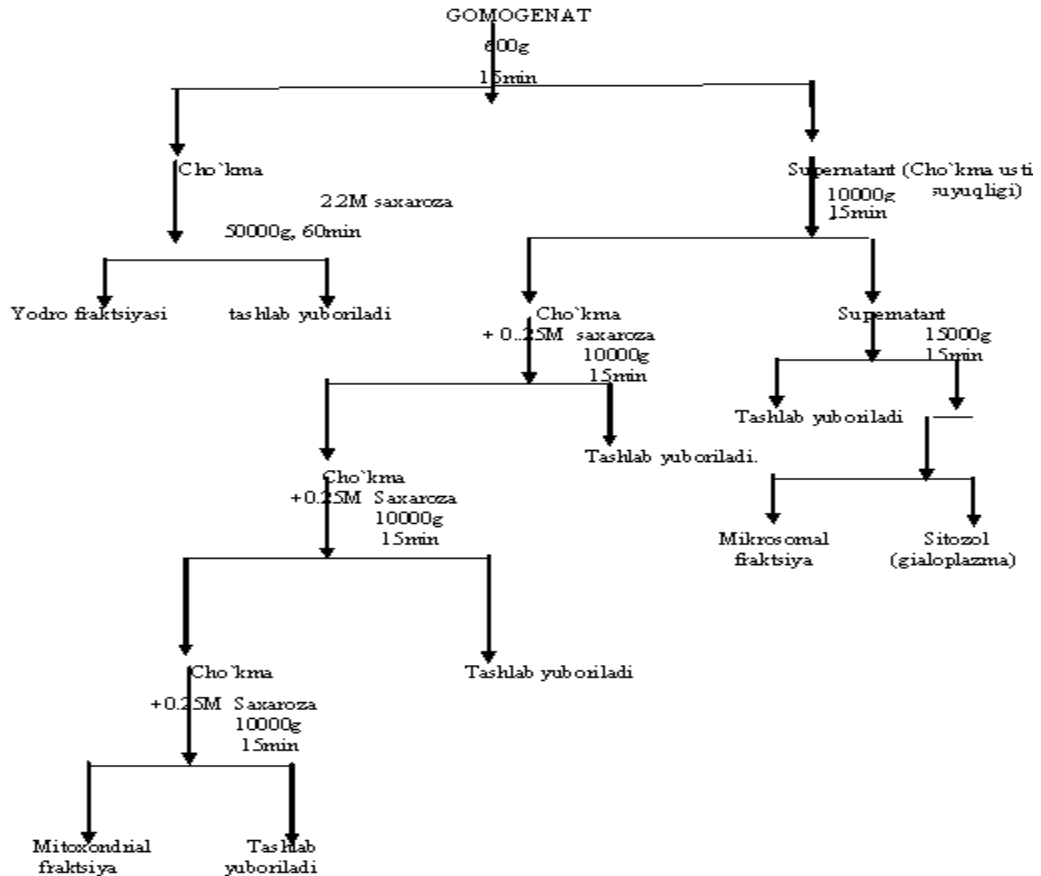 GOMOGENAT
600g
15min
Cho`kma
Supernatant (Cho`kma usti
suyuqligi)
10000g
15min
2.2M saxaroza
50000g, 60min
Yodro fraktsiyasi
tashlab yuboriladi
Cho`kma
+ 0..25M saxaroza
10000g
15min
Supernatant
15000g
15min
Tashlab yuboriladi
Tashlab yuboriladi.
Cho`kma
+0.25M Saxaroza
10000g
15min
Mikrosomal
fraktsiya
Sitozol
(gialoplazma)
Cho`kma
+0.25M Saxaroza
10000g
15min
Tashlab yuboriladi
Mitoxondrial
fraktsiya
Tashlab
yuboriladi